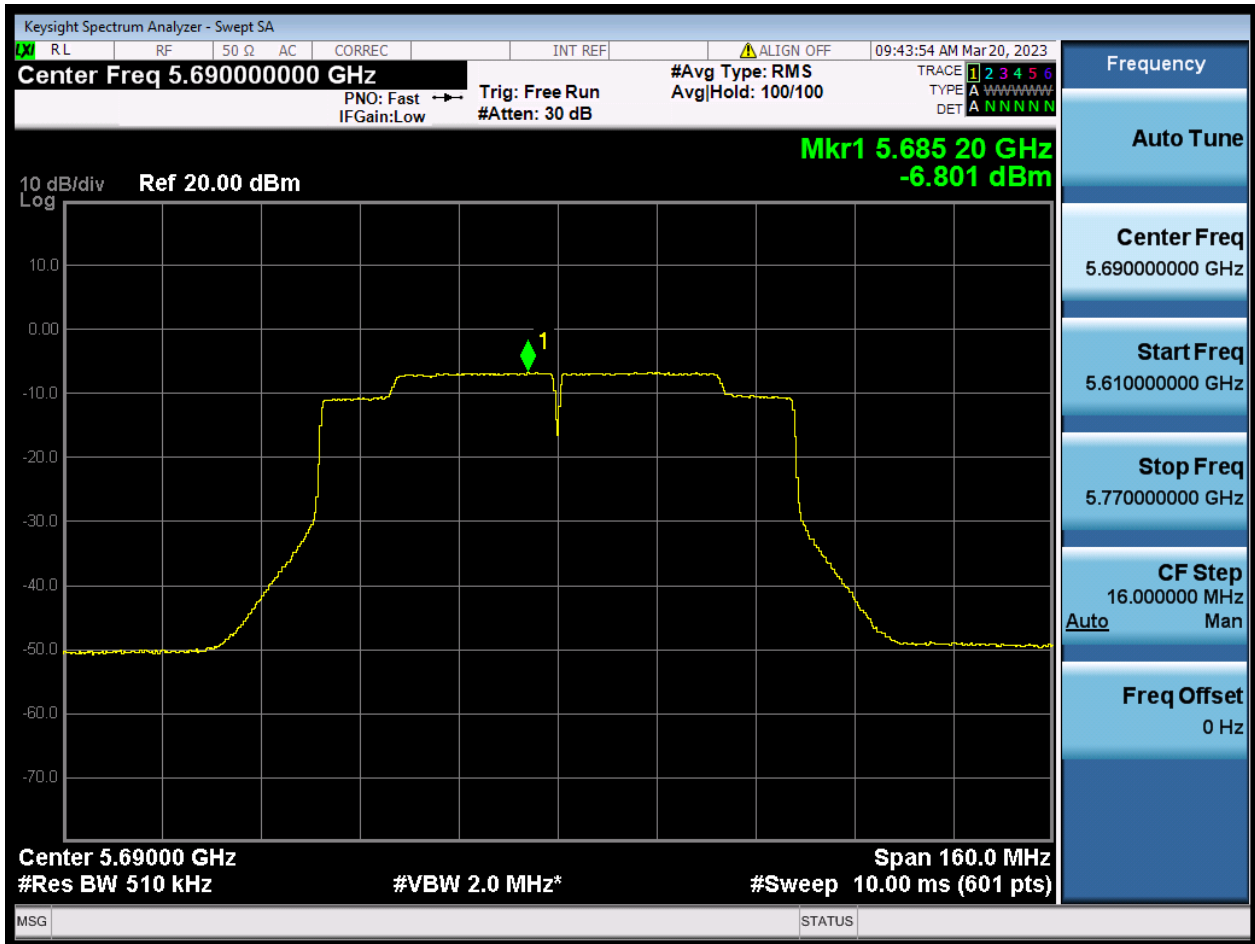 Keysight Spectrum Analyzer - Swept SA
LXI RL RF 50 Ω AC CORREC INT REF ALIGN OFF 09:43:54 AM Mar 20, 2023
Center Freq 5.690000000 GHz
PNO: Fast
IFGain:Low
Trig: Free Run
#Atten: 30 dB
#Avg Type: RMS
Avg|Hold: 100/100
TRACE 1 2 3 4 5 6
TYPE A WWWWW
DET A N N N N N
Mkr1 5.685 20 GHz
-6.801 dBm
10 dB/div Ref 20.00 dBm
Log
10.0
0.00
1
-10.0
-20.0
-30.0
-40.0
-50.0
-60.0
-70.0
Center 5.69000 GHz Span 160.0 MHz
#Res BW 510 kHz #VBW 2.0 MHz* #Sweep 10.00 ms (601 pts)
MSG STATUS
Frequency
Auto Tune
Center Freq
5.690000000 GHz
Start Freq
5.610000000 GHz
Stop Freq
5.770000000 GHz
CF Step
16.000000 MHz
Auto Man
Freq Offset
0 Hz